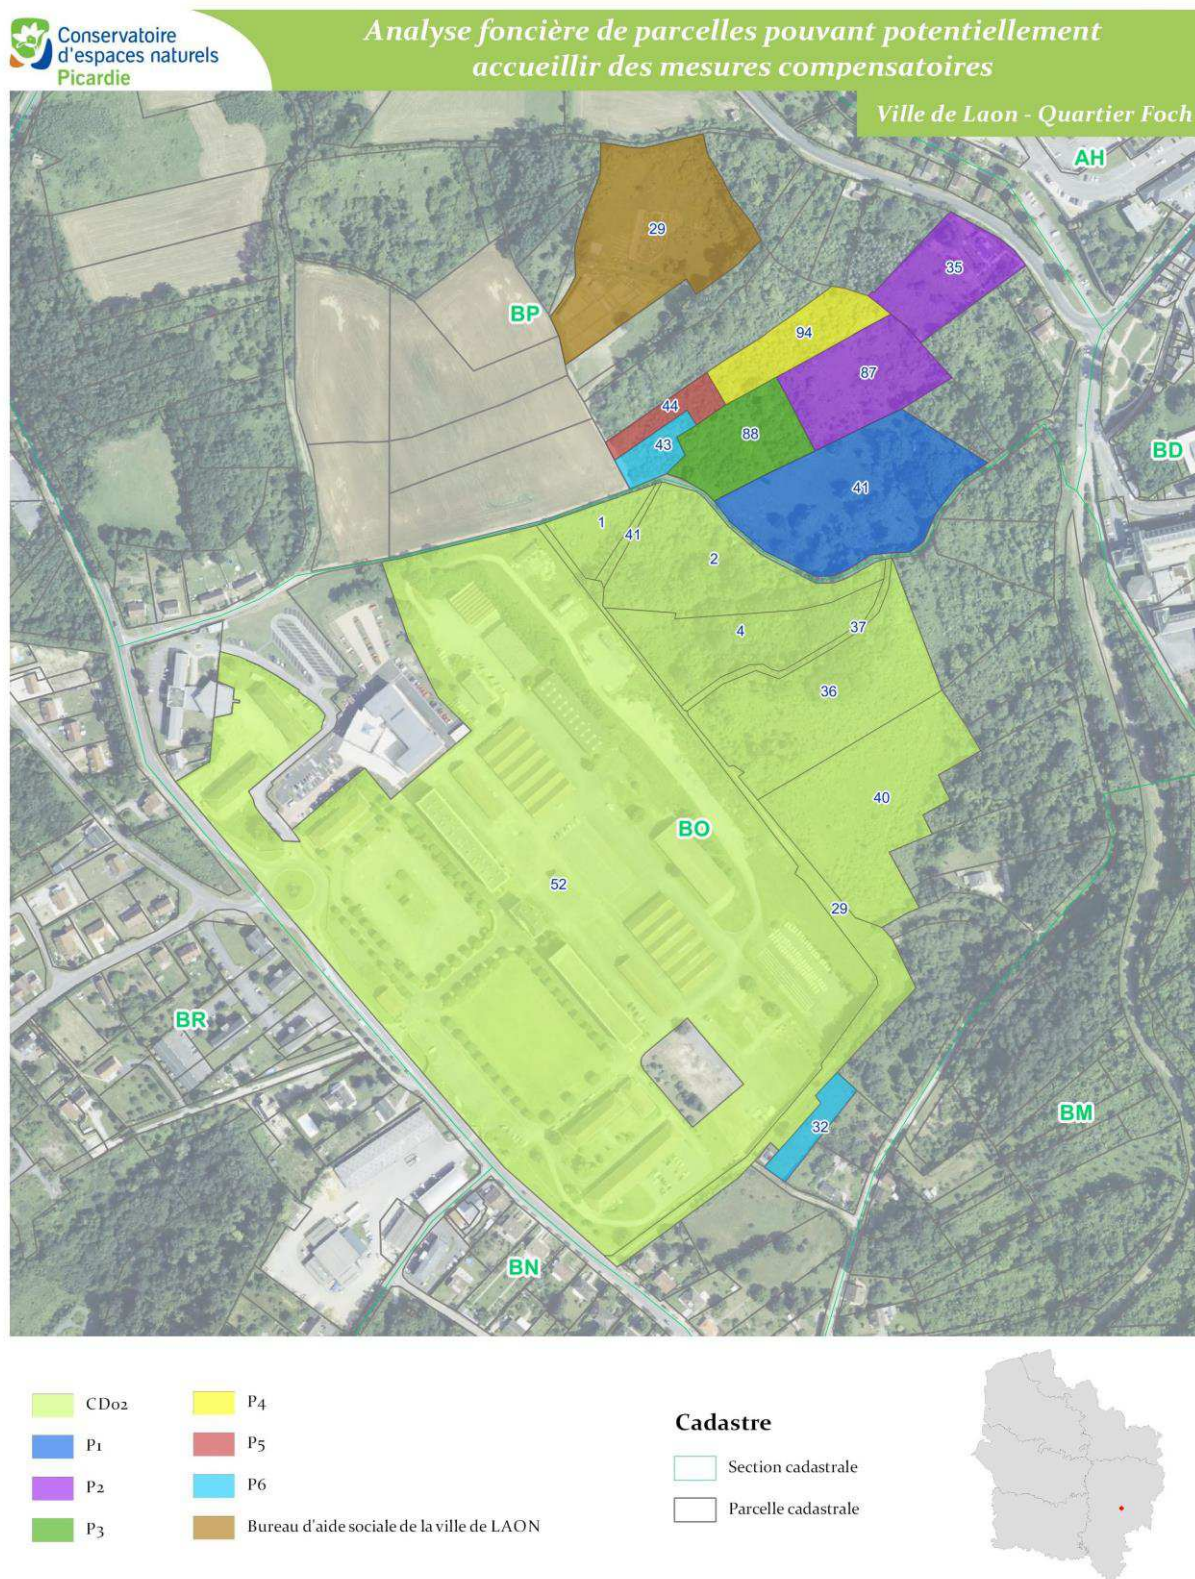 Conservatoire
d'espaces naturels
Picardie
Analyse foncière de parcelles pouvant potentiellement
accueillir des mesures compensatoires
Ville de Laon - Quartier Foch
AH
29
35
BP
94
87
44
88
43
BD
41
1
41
2
4
37
36
40
BO
52
29
BR
BM
32
BN
CD02
P1
P2
P3
P4
P5
P6
Bureau d'aide sociale de la ville de LAON
Cadastre
Section cadastrale
Parcelle cadastrale